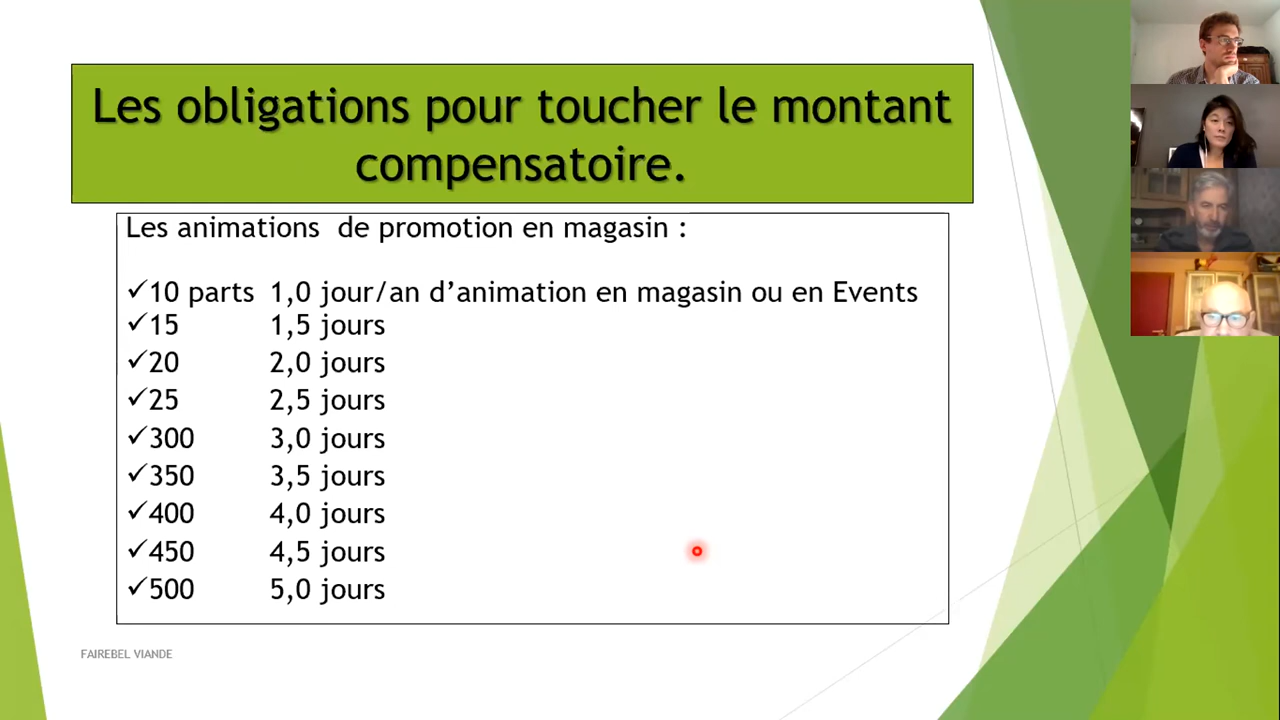 Les obligations pour toucher le montant
compensatoire.
Les animations de promotion en magasin :
✓10 parts 1,0 jour/an d’animation en magasin ou en Events
✓15 1,5 jours
✓20 2,0 jours
✓25 2,5 jours
✓300 3,0 jours
✓350 3,5 jours
✓400 4,0 jours
✓450 4,5 jours
✓500 5,0 jours
FAIREBEL VIANDE